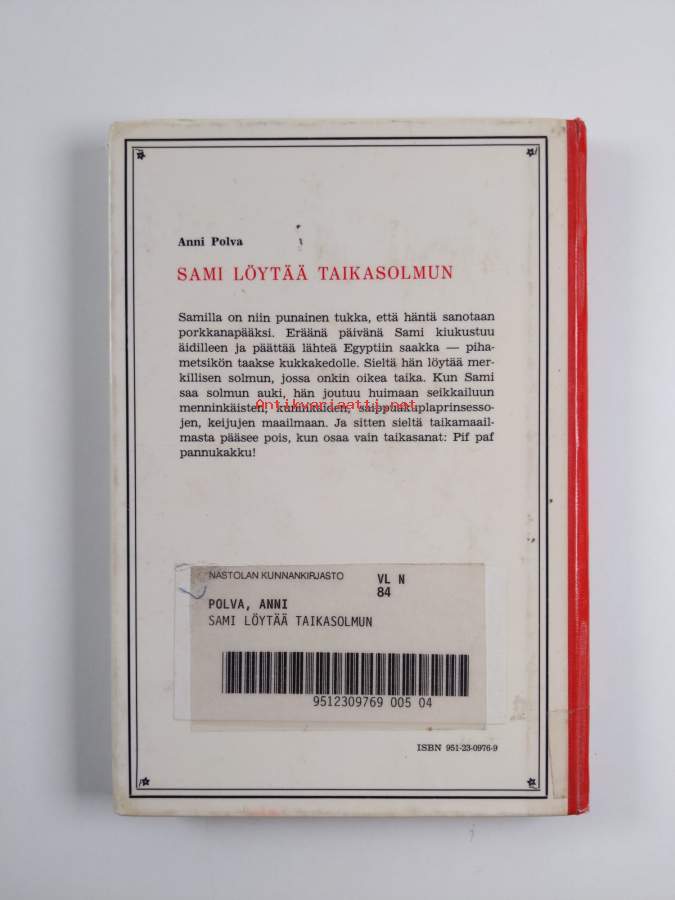 Anni Polva
SAMI LÖYTÄÄ TAIKASOLMUN
Samilla on niin punainen tukka, että häntä sanotaan
porkkanapääksi. Eräänä päivänä Sami kiukustuu
äidilleen ja päättää lähteä Egyptiin saakka — piha-
metsikön taakse kukkakedolle. Sieltä hän löytää mer-
killisen solmun, jossa onkin oikea taika. Kun Sami
saa solmun auki, hän joutuu huimaan seikkailuun
menninkäisten, kuninkaiden, saippuakuplaprinsesso-
jen, keijujen maailmaan. Ja sitten sieltä taikamaail-
masta pääsee pois, kun osaa vain taikasanat: Pif paf
pannukakku!
Antikvariaatti.net
NASTOLAN KUNNANKIRJASTO VL N
84
POLVA, ANNI
SAMI LÖYTÄÄ TAIKASOLMUN
9512309769 005 04
ISBN 951-23-0976-9